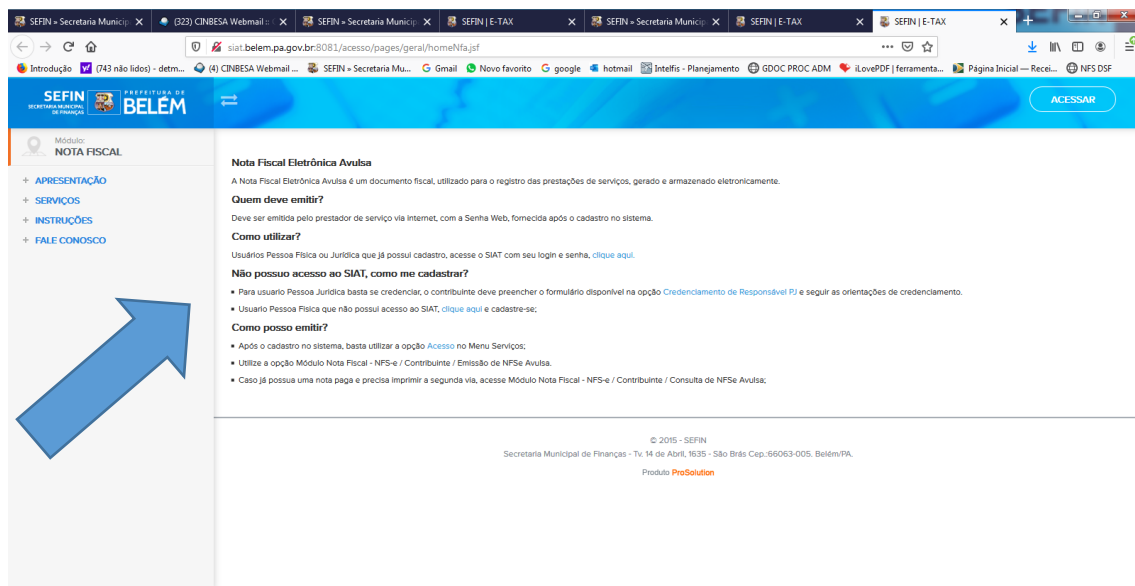 SEFIN » Secretaria Municip
(323) CINBESA Webmail ::
SEFIN » Secretaria Municip
SEFIN | E-TAX
SEFIN » Secretaria Municip
SEFIN | E-TAX
SEFIN | E-TAX
siat.belem.pa.gov.br:8081/acesso/pages/geral/homeNfa.jsf
Introdução
(743 não lidos) - detm...
(4) CINBESA Webmail ...
SEFIN » Secretaria Mu...
Gmail
Novo favorito
google
hotmail
Intelfis - Planejamento
GDOC PROC ADM
iLovePDF | ferramenta...
Página Inicial — Recei...
NFS DSF
SEFIN
SECRETARIA MUNICIPAL
DE FINANÇAS
PREFEITURA DE
BELÉM
ACESSAR
Módulo:
NOTA FISCAL
+ APRESENTAÇÃO
+ SERVIÇOS
+ INSTRUÇÕES
+ FALE CONOSCO
Nota Fiscal Eletrônica Avulsa
A Nota Fiscal Eletrônica Avulsa é um documento fiscal, utilizado para o registro das prestações de serviços, gerado e armazenado eletronicamente.
Quem deve emitir?
Deve ser emitida pelo prestador de serviço via internet, com a Senha Web, fornecida após o cadastro no sistema.
Como utilizar?
Usuários Pessoa Física ou Jurídica que já possui cadastro, acesse o SIAT com seu login e senha, clique aqui.
Não possuo acesso ao SIAT, como me cadastrar?
▪ Para usuario Pessoa Juridica basta se credenciar, o contribuinte deve preencher o formulário disponível na opção Credenciamento de Responsável PJ e seguir as orientações de credenciamento.
▪ Usuario Pessoa Fisica que não possui acesso ao SIAT, clique aqui e cadastre-se;
Como posso emitir?
▪ Após o cadastro no sistema, basta utilizar a opção Acesso no Menu Serviços;
▪ Utilize a opção Módulo Nota Fiscal - NFS-e / Contribuinte / Emissão de NFSe Avulsa.
▪ Caso já possua uma nota paga e precisa imprimir a segunda via, acesse Módulo Nota Fiscal - NFS-e / Contribuinte / Consulta de NFSe Avulsa;
© 2015 - SEFIN
Secretaria Municipal de Finanças - Tv. 14 de Abril, 1635 - São Brás Cep.:66063-005. Belém/PA.
Produto ProSolution